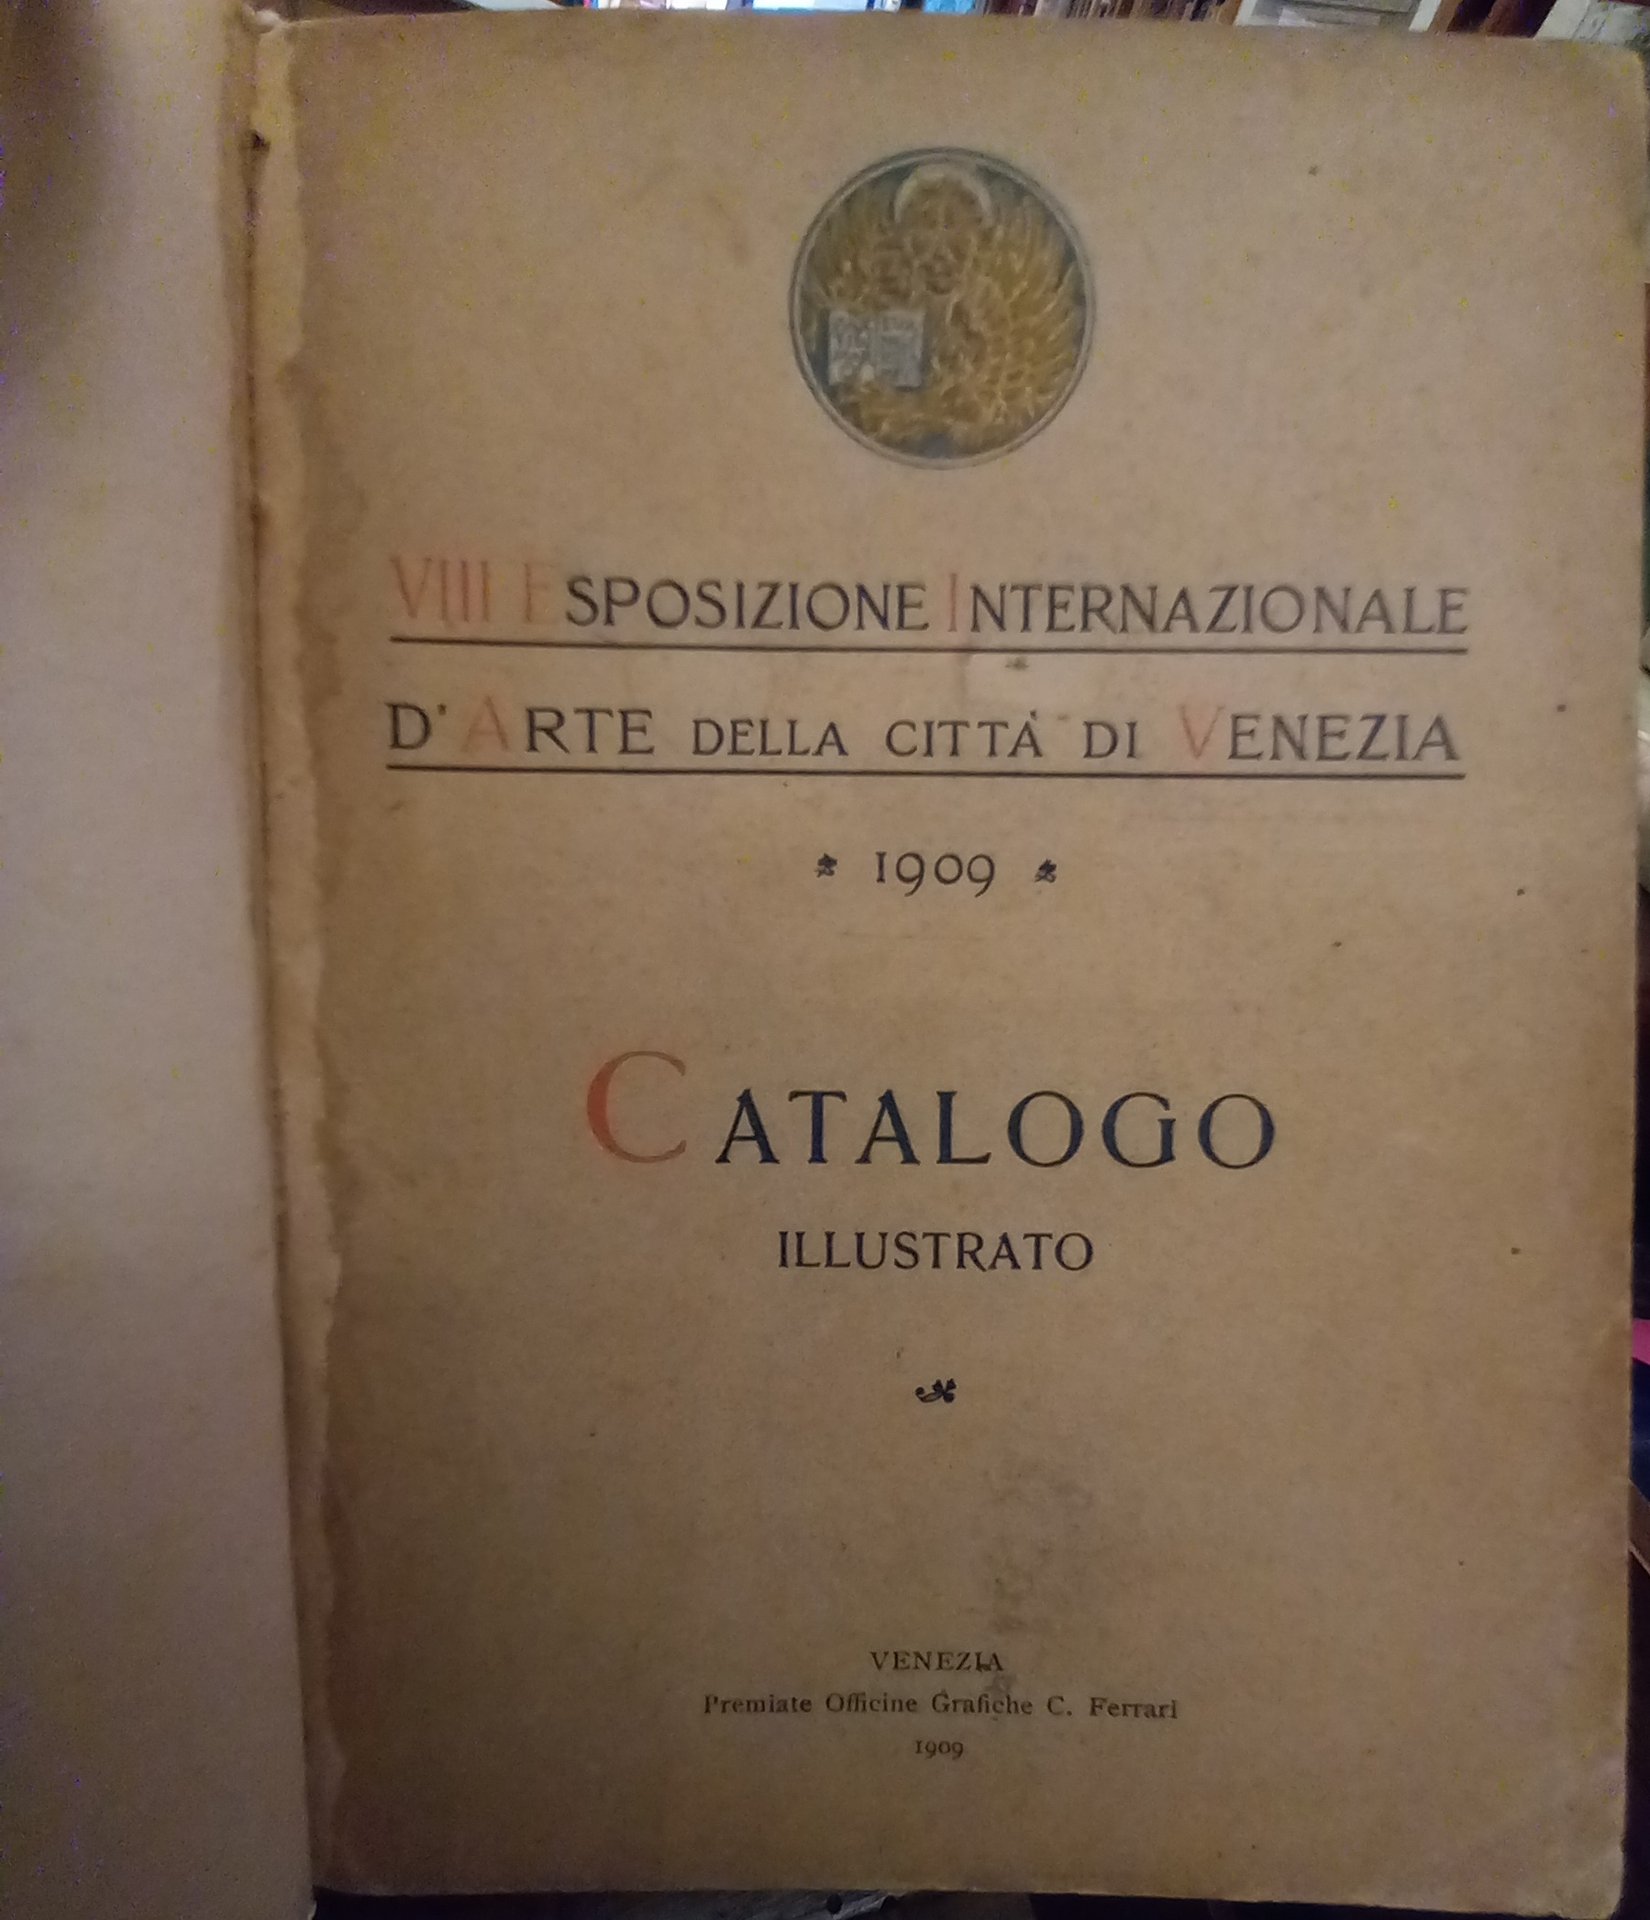 VIII ESPOSIZIONE INTERNAZIONALE
D'ARTE DELLA CITTÀ DI VENEZIA
1909
CATALOGO
ILLUSTRATO
VENEZIA
Premiate Officine Grafiche C. Ferrari
1909